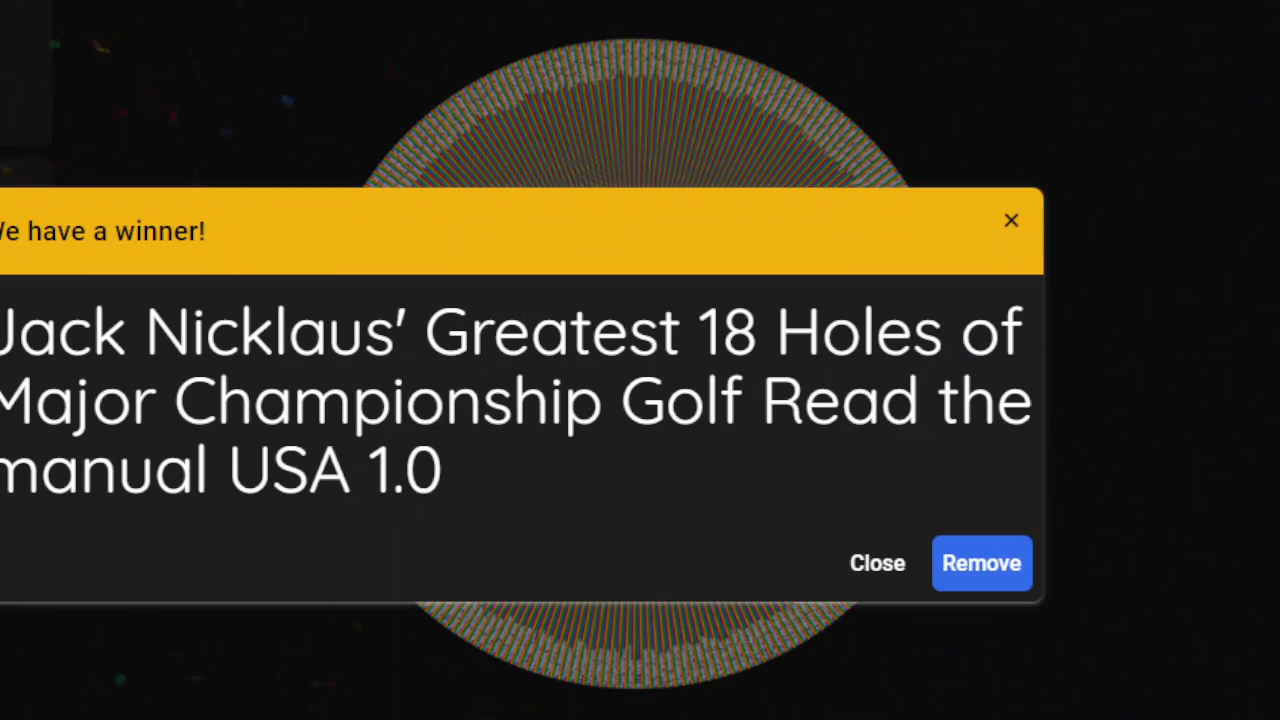 We have a winner!
×
Jack Nicklaus' Greatest 18 Holes of
Major Championship Golf Read the
manual USA 1.0
Close
Remove